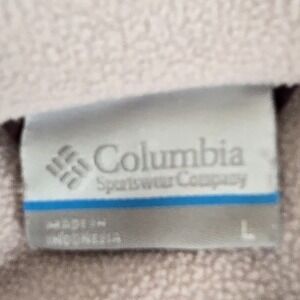 Columbia
Sportswear Company
MADE IN
INDONESIA
L